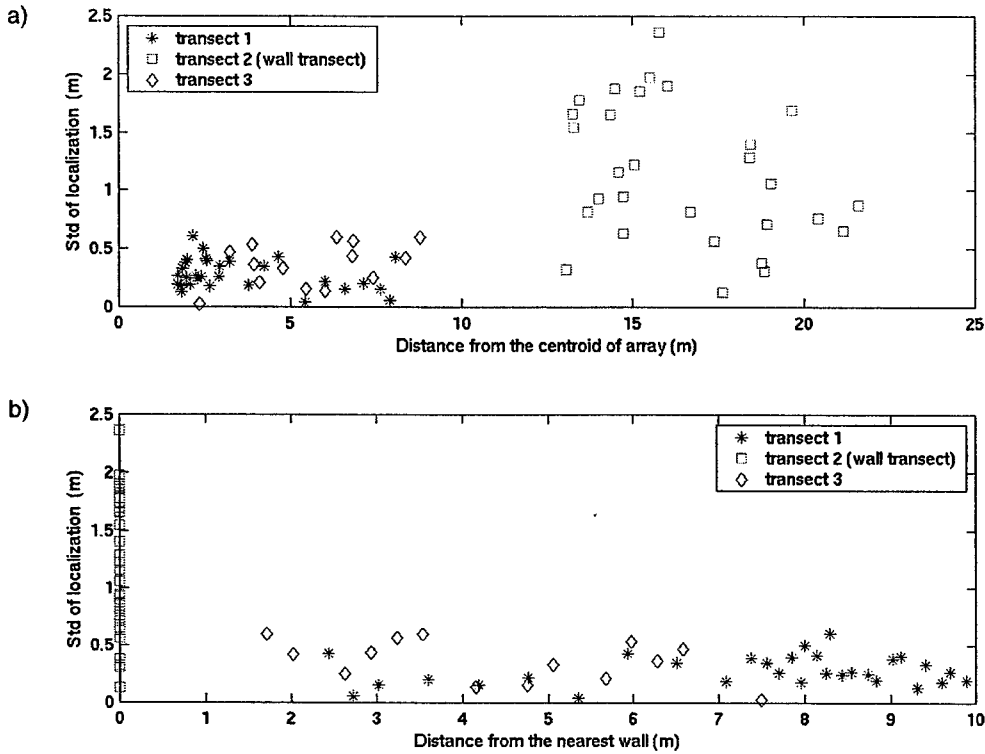 a)
2.5
2
1.5
1
0.5
0
Std of localization (m)
transect 1
transect 2 (wall transect)
transect 3
0 5 10 15 20 25
Distance from the centroid of array (m)
b)
2.5
2
1.5
1
0.5
0
Std of localization (m)
transect 1
transect 2 (wall transect)
transect 3
0 1 2 3 4 5 6 7 8 9 10
Distance from the nearest wall (m)